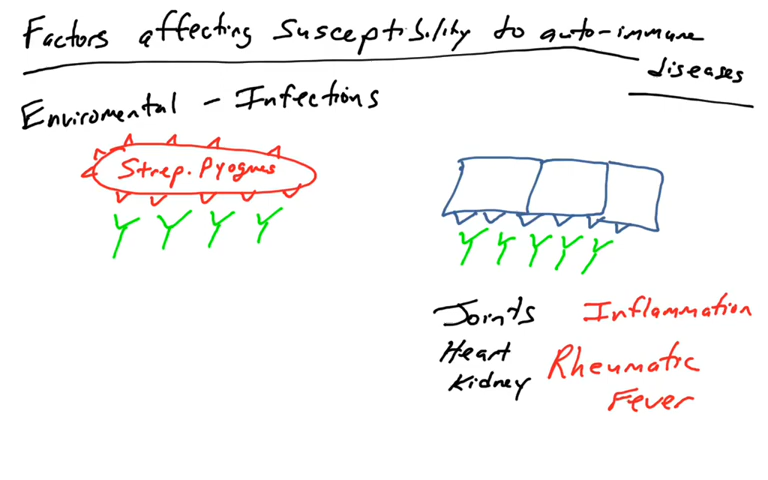 Factors affecting susceptibility to auto-immune
diseases
Enviromental - Infections
Strep. Pyognes
Joints Inflammation
Heart Rheumatic
Kidney Fever